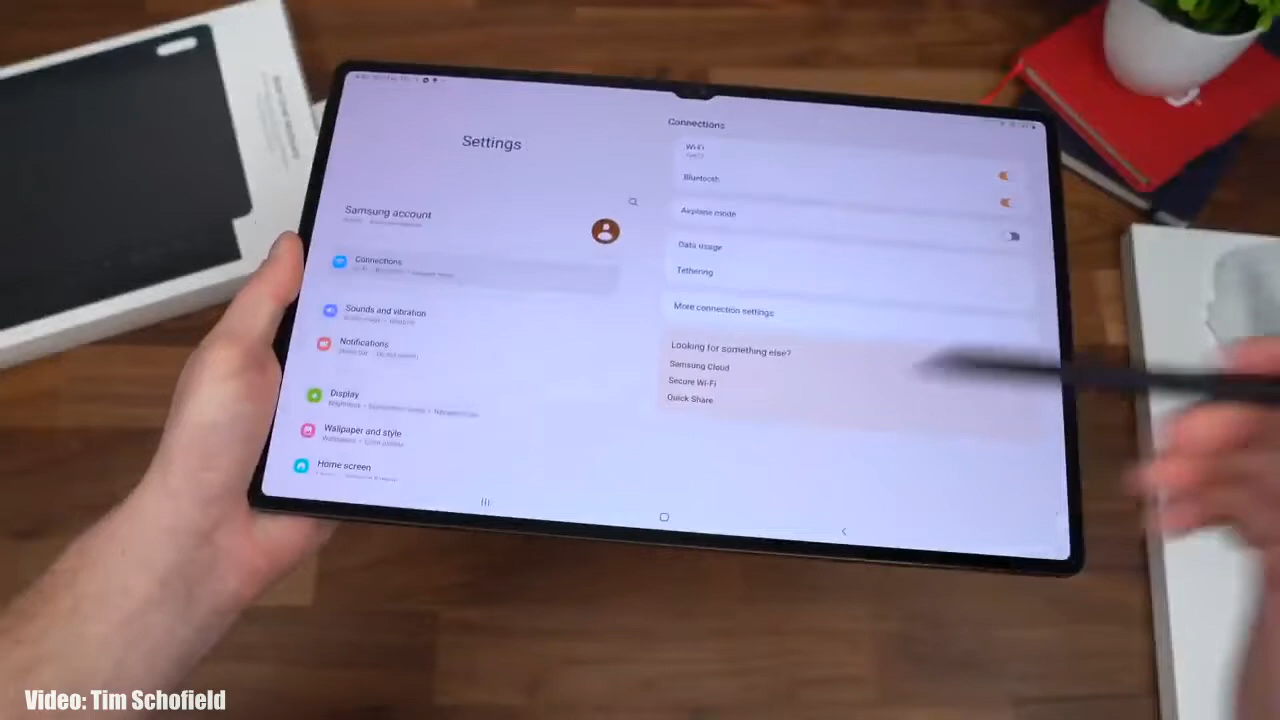 Settings
Samsung account
Connections
Sounds and vibration
Notifications
Display
Wallpaper and style
Home screen
Connections
Wi-Fi
Bluetooth
Airplane mode
Data usage
Tethering
More connection settings
Looking for something else?
Samsung Cloud
Secure Wi-Fi
Quick Share
Video: Tim Schofield